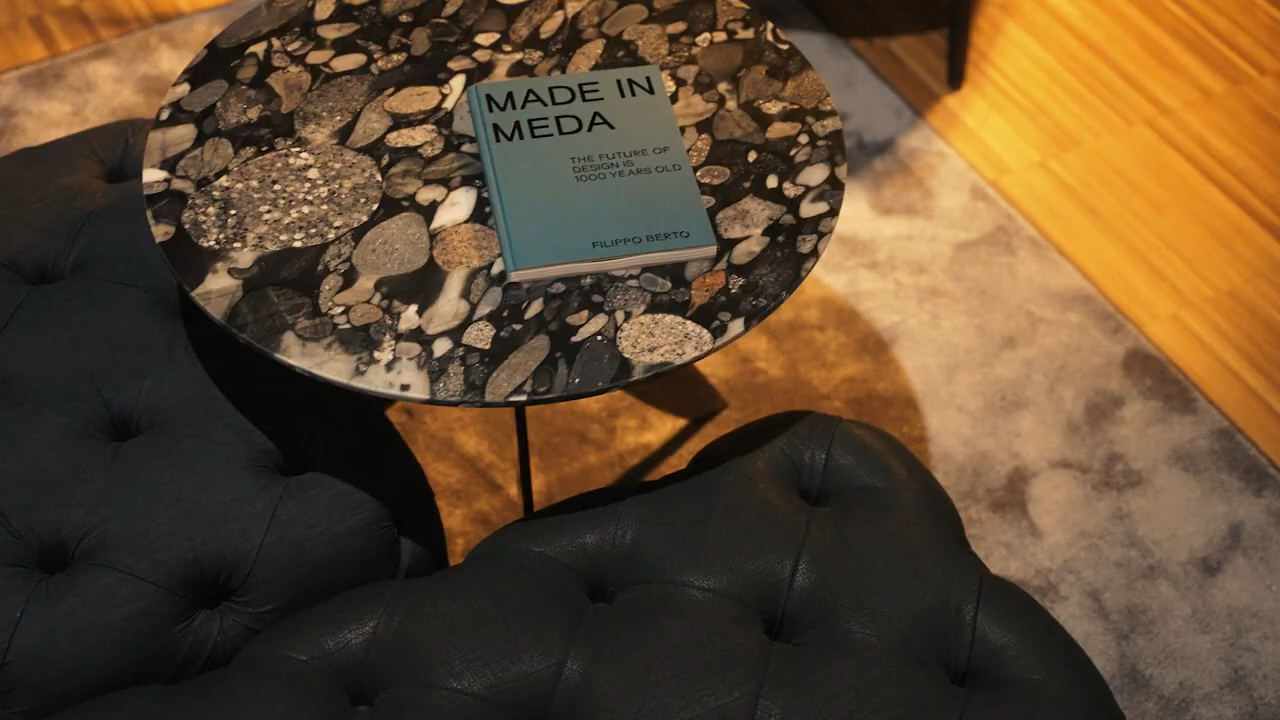 MADE IN
MEDA
THE FUTURE OF
DESIGN IS
1000 YEARS OLD
FILIPPO BERTO